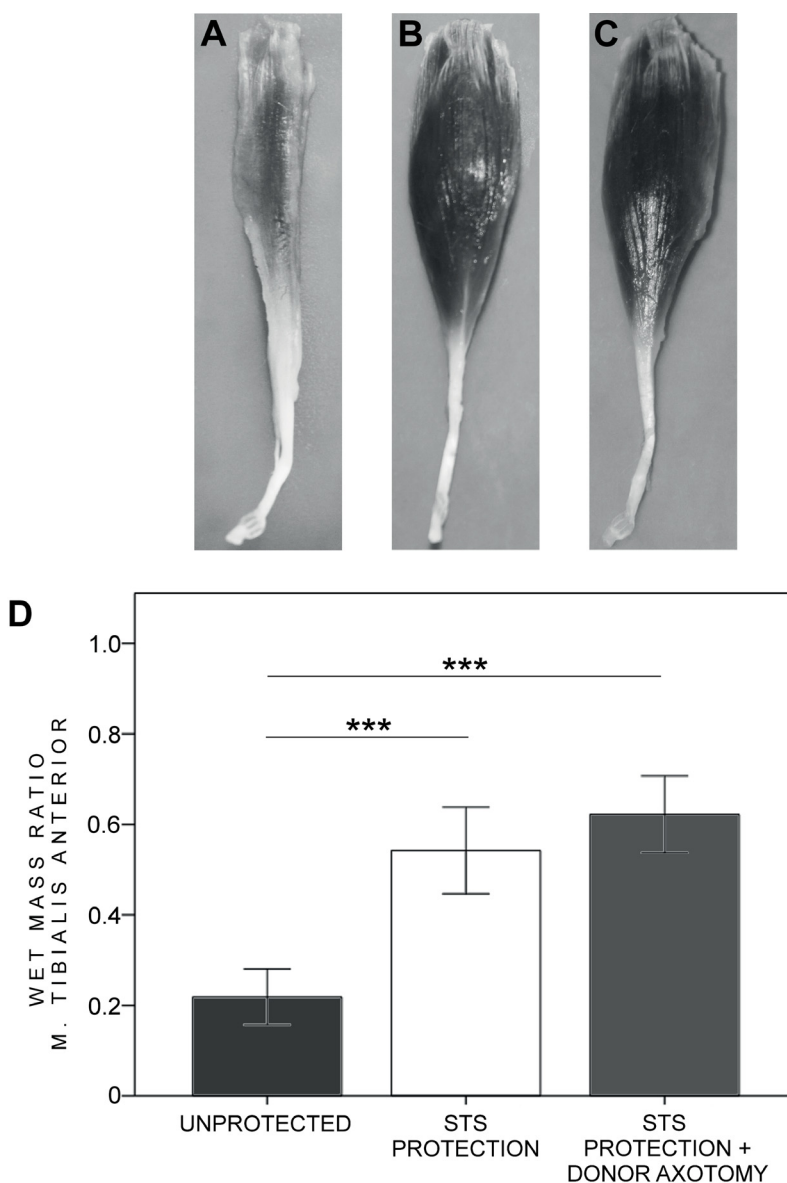 A
B
C
D
WET MASS RATIO
M. TIBIALIS ANTERIOR
1.0
0.8
0.6
0.4
0.2
0
***
***
UNPROTECTED
STS
PROTECTION
STS
PROTECTION +
DONOR AXOTOMY